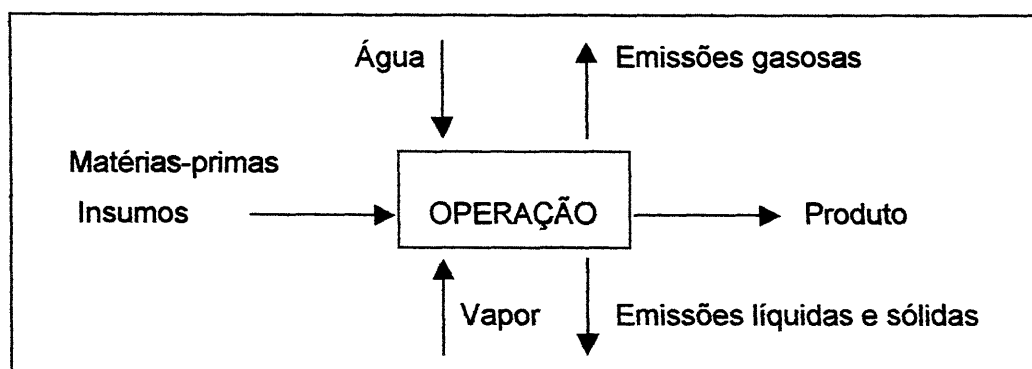 Água
Emissões gasosas
Matérias-primas
Insumos
OPERAÇÃO
Produto
Vapor
Emissões líquidas e sólidas